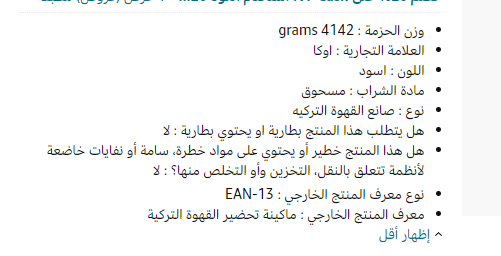 وزن الحزمة : grams 4142
العلامة التجارية : اوكا
اللون : اسود
مادة الشراب : مسحوق
نوع : صانع القهوة التركيه
هل يتطلب هذا المنتج بطارية او يحتوي بطارية : لا
هل هذا المنتج خطير أو يحتوي على مواد خطرة، سامة أو نفايات خاضعة
لأنظمة تتعلق بالنقل، التخزين وأو التخلص منها؟ : لا
نوع معرف المنتج الخارجي : EAN-13
معرف المنتج الخارجي : ماكينة تحضير القهوة التركية
إظهار أقل